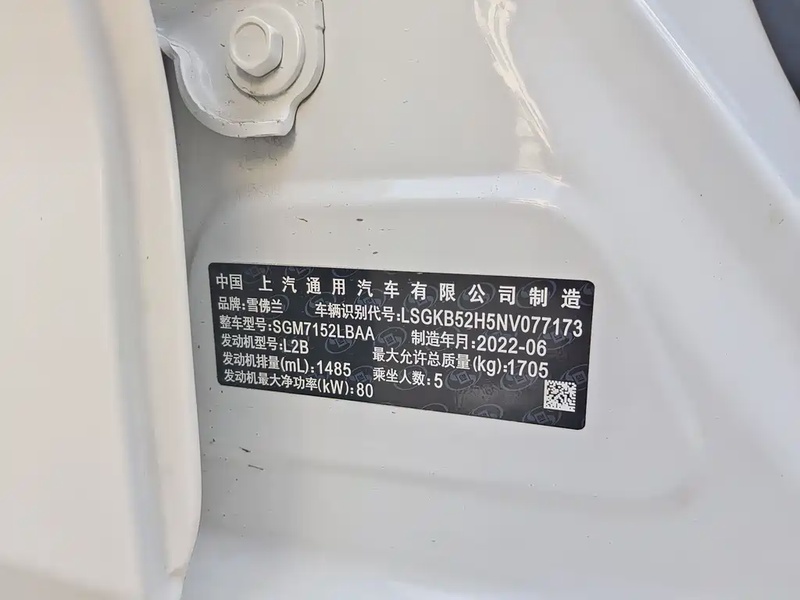 中国 上汽通用汽车有限公司制造
品牌:雪佛兰 车辆识别代号:LSGKB52H5NV077173
整车型号:SGM7152LBAA 制造年月:2022-06
发动机型号:L2B 最大允许总质量(kg):1705
发动机排量(mL):1485 乘坐人数:5
发动机最大净功率(kW):80